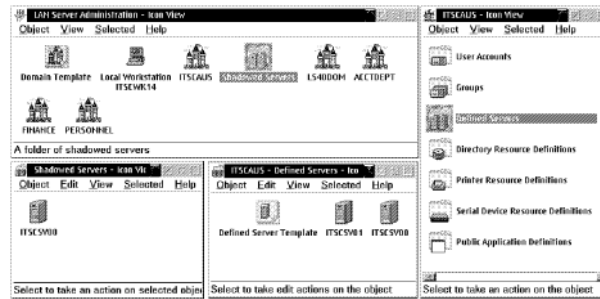 LAN Server Administration - Icon View
Object View Selected Help
Domain Template
Local Workstation
ITSCWK14
ITSCAUS
Shadowed Servers
LS40DOM
ACCTDEPT
FINANCE
PERSONNEL
A folder of shadowed servers
ITSCAUS - Icon View
Object View Selected Help
User Accounts
Groups
Defined Servers
Directory Resource Definitions
Printer Resource Definitions
Serial Device Resource Definitions
Public Application Definitions
Select to take an action on the object
Shadowed Servers - Icon Vie
Object Edit View Selected Help
ITSCSV00
Select to take an action on selected objec
ITSCAUS - Defined Servers - Ico
Object Edit View Selected Help
Defined Server Template
ITSCSV01
ITSCSV00
Select to take edit actions on the object